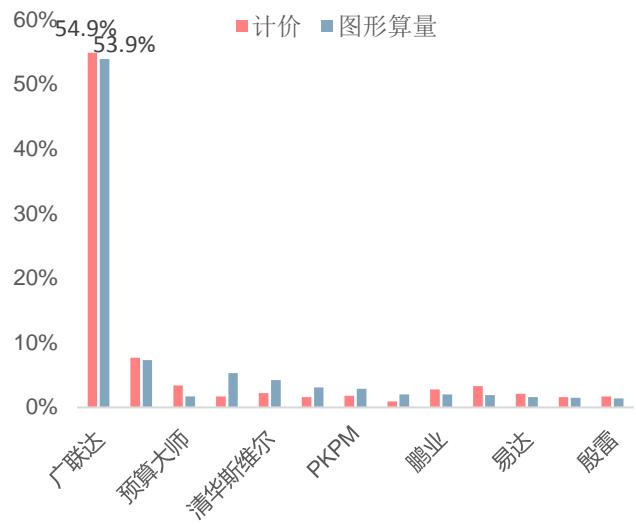 计价 图形算量
60%
54.9%
53.9%
50%
40%
30%
20%
10%
0%
广联达
预算大师
清华斯维尔
PKPM
鹏业
易达
殷雷